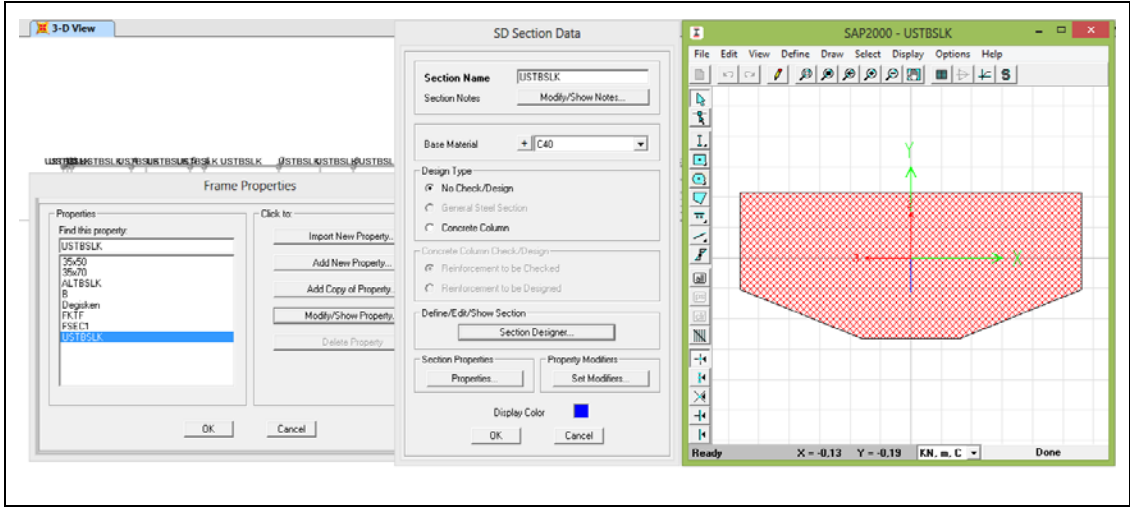 3-D View
USTBSLK USTBSLK USTBSLK
Frame Properties
Properties
Find this property:
USTBSLK
35x50
35x70
ALTBSLK
B
Degisken
FKTF
FSEC1
USTBSLK
Click to:
Import New Property...
Add New Property...
Add Copy of Property...
Modify/Show Property...
Delete Property
OK
Cancel
SD Section Data
Section Name USTBSLK
Section Notes Modify/Show Notes...
Base Material + C40
Design Type
No Check/Design
General Steel Section
Concrete Column
Concrete Column Check/Design
Reinforcement to be Checked
Reinforcement to be Designed
Define/Edit/Show Section
Section Designer...
Section Properties
Properties...
Property Modifiers
Set Modifiers...
Display Color
OK
Cancel
SAP2000 - USTBSLK
File Edit View Define Draw Select Display Options Help
Y
X
Ready X = -0,13 Y = -0,19 KN, m, C Done